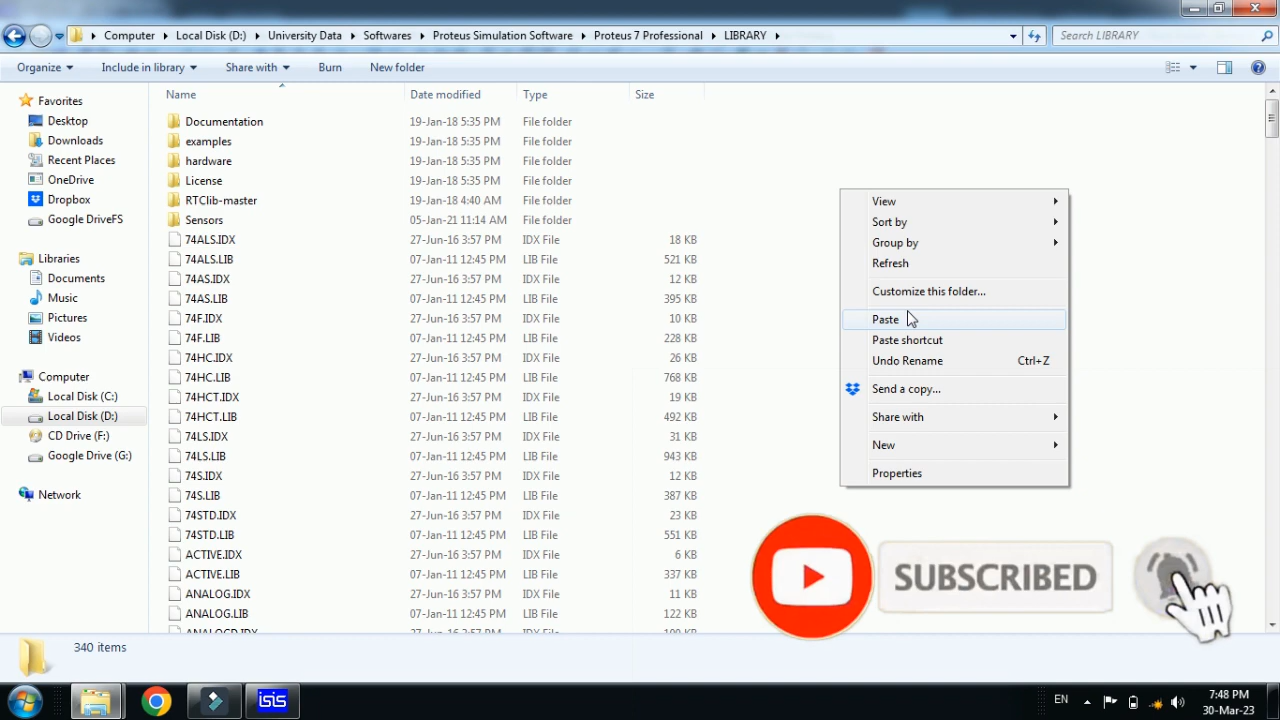 Computer ▸ Local Disk (D:) ▸ University Data ▸ Softwares ▸ Proteus Simulation Software ▸ Proteus 7 Professional ▸ LIBRARY ▸ Search LIBRARY
Organize Include in library Share with Burn New folder
Name Date modified Type Size
Favorites
Desktop
Downloads
Recent Places
OneDrive
Dropbox
Google DriveFS
Libraries
Documents
Music
Pictures
Videos
Computer
Local Disk (C:)
Local Disk (D:)
CD Drive (F:)
Google Drive (G:)
Network
Documentation 19-Jan-18 5:35 PM File folder
examples 19-Jan-18 5:35 PM File folder
hardware 19-Jan-18 5:35 PM File folder
License 19-Jan-18 5:35 PM File folder
RTClib-master 19-Jan-18 4:40 AM File folder
Sensors 05-Jan-21 11:14 AM File folder
74ALS.IDX 27-Jun-16 3:57 PM IDX File 18 KB
74ALS.LIB 07-Jan-11 12:45 PM LIB File 521 KB
74AS.IDX 27-Jun-16 3:57 PM IDX File 12 KB
74AS.LIB 07-Jan-11 12:45 PM LIB File 395 KB
74F.IDX 27-Jun-16 3:57 PM IDX File 10 KB
74F.LIB 07-Jan-11 12:45 PM LIB File 228 KB
74HC.IDX 27-Jun-16 3:57 PM IDX File 26 KB
74HC.LIB 07-Jan-11 12:45 PM LIB File 768 KB
74HCT.IDX 27-Jun-16 3:57 PM IDX File 19 KB
74HCT.LIB 07-Jan-11 12:45 PM LIB File 492 KB
74LS.IDX 27-Jun-16 3:57 PM IDX File 31 KB
74LS.LIB 07-Jan-11 12:45 PM LIB File 943 KB
74S.IDX 27-Jun-16 3:57 PM IDX File 12 KB
74S.LIB 07-Jan-11 12:45 PM LIB File 387 KB
74STD.IDX 27-Jun-16 3:57 PM IDX File 23 KB
74STD.LIB 07-Jan-11 12:45 PM LIB File 551 KB
ACTIVE.IDX 27-Jun-16 3:57 PM IDX File 6 KB
ACTIVE.LIB 07-Jan-11 12:45 PM LIB File 337 KB
ANALOG.IDX 27-Jun-16 3:57 PM IDX File 11 KB
ANALOG.LIB 07-Jan-11 12:45 PM LIB File 122 KB
View
Sort by
Group by
Refresh
Customize this folder...
Paste
Paste shortcut
Undo Rename Ctrl+Z
Send a copy...
Share with
New
Properties
SUBSCRIBED
340 items
isis
EN
7:48 PM
30-Mar-23